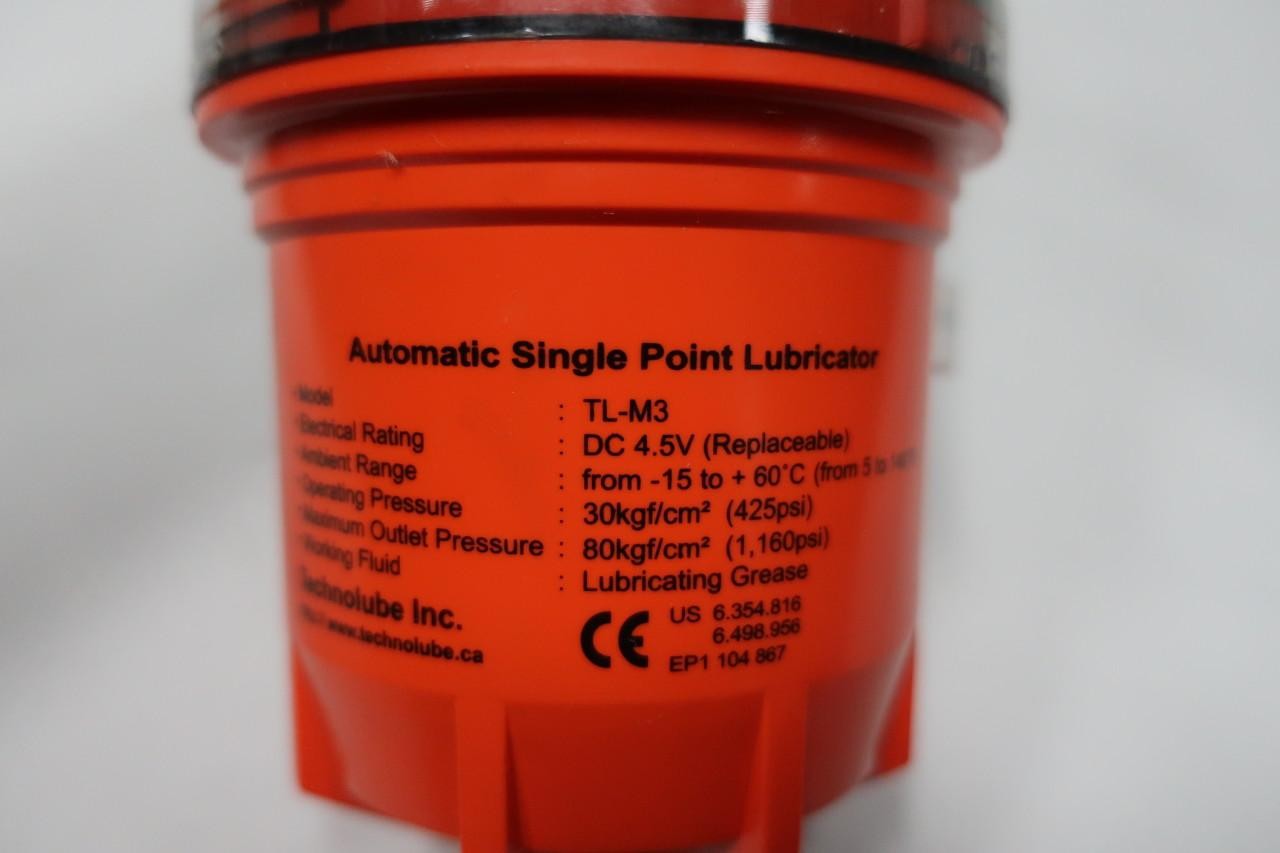 Automatic Single Point Lubricator
· Model : TL-M3
· Electrical Rating : DC 4.5V (Replaceable)
· Ambient Range : from -15 to + 60°C (from 5 to
· Operating Pressure : 30kgf/cm² (425psi)
· Maximum Outlet Pressure : 80kgf/cm² (1,160psi)
· Working Fluid : Lubricating Grease
Technolube Inc.
http://www.technolube.ca
CE
US 6.354.816
6.498.956
EP1 104 867